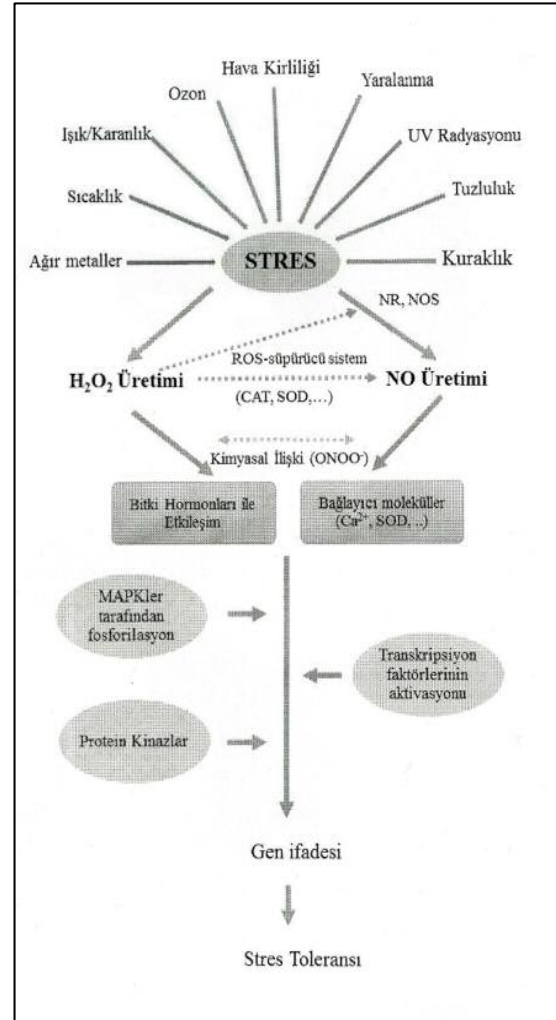 Hava Kirliliği
Ozon
Yaralanma
Işık/Karanlık
UV Radyasyonu
Sıcaklık
Tuzluluk
Ağır metaller
STRES
Kuraklık
NR, NOS
ROS-süpürücü sistem
H₂O₂ Üretimi
NO Üretimi
(CAT, SOD,...)
Kimyasal İlişki (ONOO⁻)
Bitki Hormonları ile
Etkileşim
Bağlayıcı moleküller
(Ca²⁺, SOD, ..)
MAPKler
tarafından
fosforilasyon
Transkripsiyon
faktörlerinin
aktivasyonu
Protein Kinazlar
Gen ifadesi
Stres Toleransı